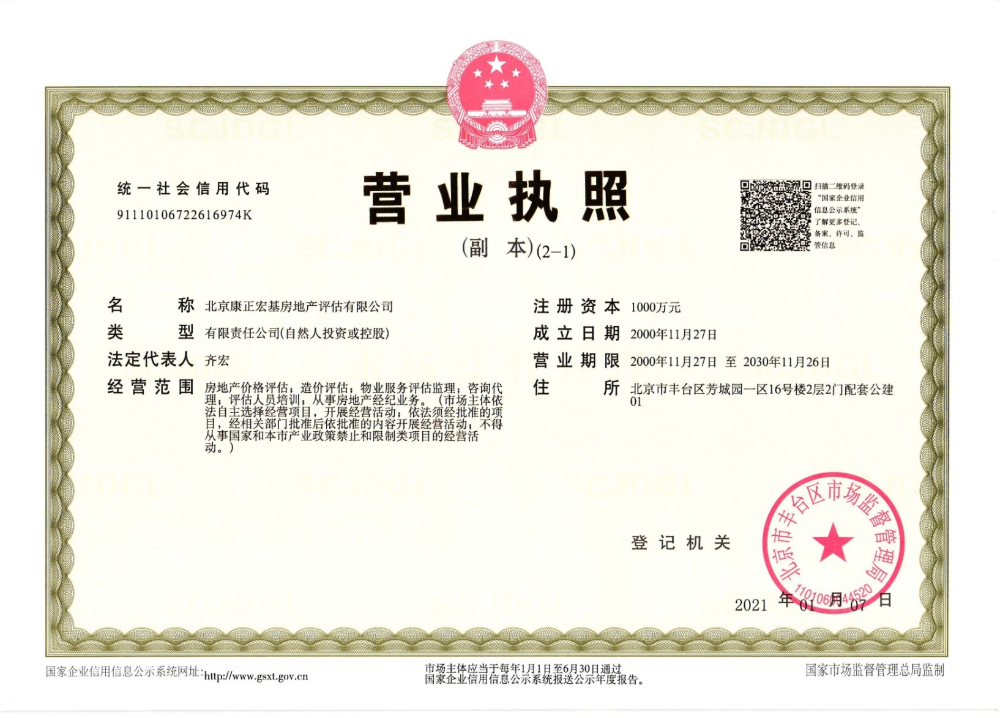 营业执照
(副 本)(2-1)
统一社会信用代码
91110106722616974K
扫描二维码登录
“国家企业信用
信息公示系统”
了解更多登记、
备案、许可、监
管信息
名 称 北京康正宏基房地产评估有限公司
类 型 有限责任公司(自然人投资或控股)
法定代表人 齐宏
经营范围 房地产价格评估；造价评估；物业服务评估监理；咨询代
理；评估人员培训；从事房地产经纪业务。（市场主体依
法自主选择经营项目，开展经营活动；依法须经批准的项
目，经相关部门批准后依批准的内容开展经营活动；不得
从事国家和本市产业政策禁止和限制类项目的经营活
动。）
注册资本 1000万元
成立日期 2000年11月27日
营业期限 2000年11月27日 至 2030年11月26日
住 所 北京市丰台区芳城园一区16号楼2层2门配套公建
01
登记机关
北京市丰台区市场监督管理局
1101060044520
2021 年 01 月 07 日
国家企业信用信息公示系统网址:http://www.gsxt.gov.cn
市场主体应当于每年1月1日至6月30日通过
国家企业信用信息公示系统报送公示年度报告。
国家市场监督管理总局监制
SCJDGL